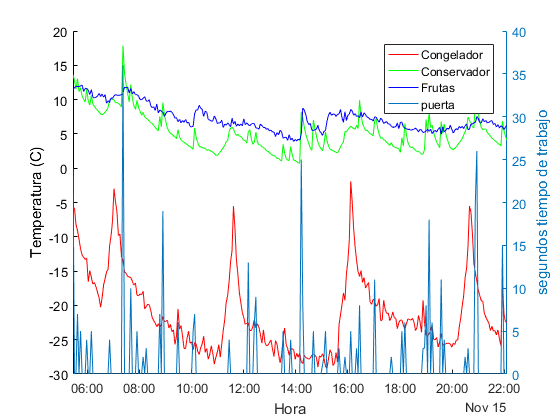 20
15
10
5
0
-5
-10
-15
-20
-25
-30
Temperatura (C)
Congelador
Conservador
Frutas
puerta
40
35
30
25
20
15
10
5
0
segundos tiempo de trabajo
06:00 08:00 10:00 12:00 14:00 16:00 18:00 20:00 22:00
Hora
Nov 15